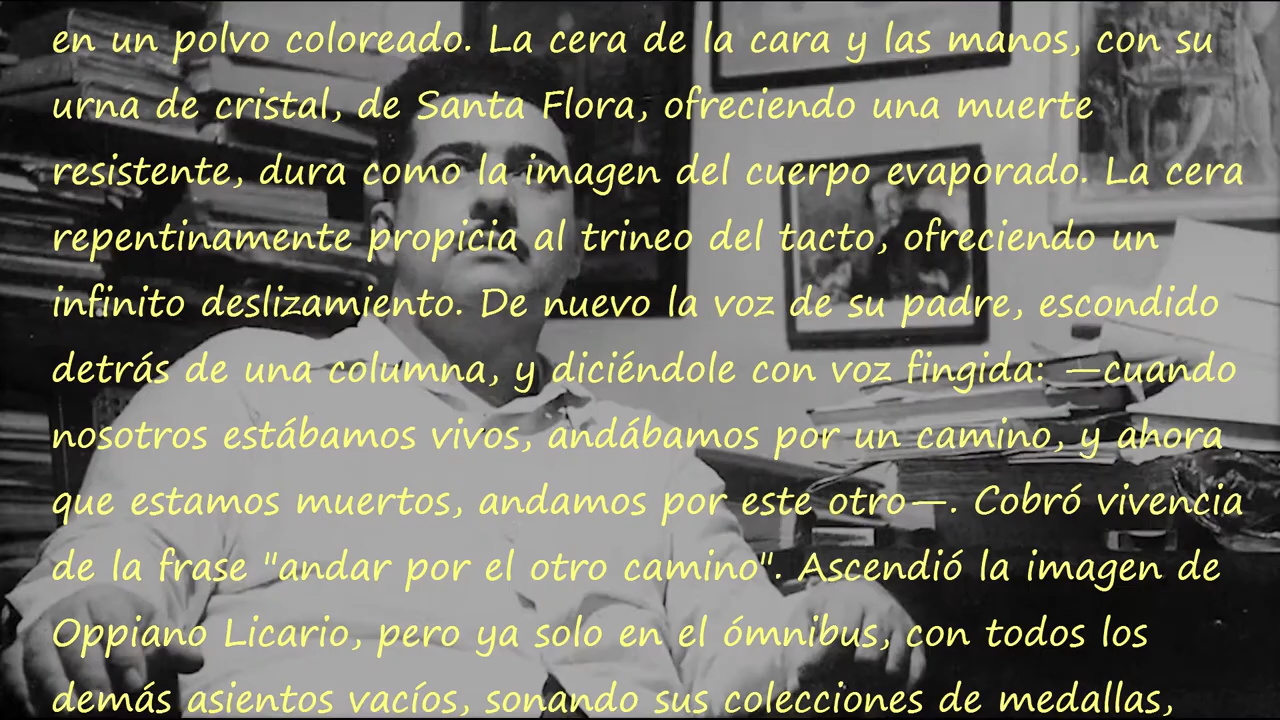 en un polvo coloreado. La cera de la cara y las manos, con su
urna de cristal, de Santa Flora, ofreciendo una muerte
resistente, dura como la imagen del cuerpo evaporado. La cera
repentinamente propicia al trineo del tacto, ofreciendo un
infinito deslizamiento. De nuevo la voz de su padre, escondido
detrás de una columna, y diciéndole con voz fingida: —cuando
nosotros estábamos vivos, andábamos por un camino, y ahora
que estamos muertos, andamos por este otro—. Cobró vivencia
de la frase "andar por el otro camino". Ascendió la imagen de
Oppiano Licario, pero ya solo en el ómnibus, con todos los
demás asientos vacíos, sonando sus colecciones de medallas,